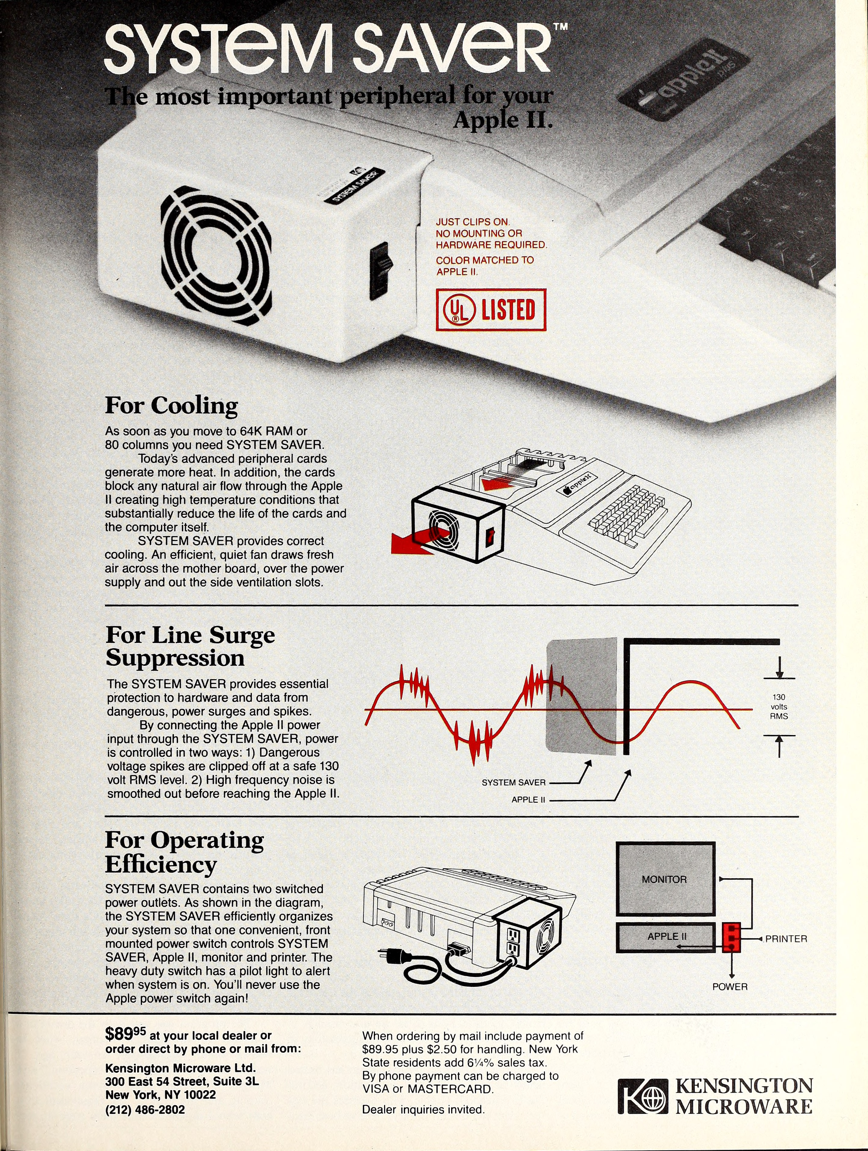 SYSTEM SAVER™
The most important peripheral for your
Apple II.
apple II
plus
SYSTEM SAVER
JUST CLIPS ON.
NO MOUNTING OR
HARDWARE REQUIRED.
COLOR MATCHED TO
APPLE II.
UL® LISTED
For Cooling
As soon as you move to 64K RAM or
80 columns you need SYSTEM SAVER.
Today's advanced peripheral cards
generate more heat. In addition, the cards
block any natural air flow through the Apple
II creating high temperature conditions that
substantially reduce the life of the cards and
the computer itself.
SYSTEM SAVER provides correct
cooling. An efficient, quiet fan draws fresh
air across the mother board, over the power
supply and out the side ventilation slots.
apple II
For Line Surge
Suppression
The SYSTEM SAVER provides essential
protection to hardware and data from
dangerous, power surges and spikes.
By connecting the Apple II power
input through the SYSTEM SAVER, power
is controlled in two ways: 1) Dangerous
voltage spikes are clipped off at a safe 130
volt RMS level. 2) High frequency noise is
smoothed out before reaching the Apple II.
130
volts
RMS
SYSTEM SAVER
APPLE II
For Operating
Efficiency
SYSTEM SAVER contains two switched
power outlets. As shown in the diagram,
the SYSTEM SAVER efficiently organizes
your system so that one convenient, front
mounted power switch controls SYSTEM
SAVER, Apple II, monitor and printer. The
heavy duty switch has a pilot light to alert
when system is on. You'll never use the
Apple power switch again!
MONITOR
APPLE II
PRINTER
POWER
$89⁹⁵ at your local dealer or
order direct by phone or mail from:
Kensington Microware Ltd.
300 East 54 Street, Suite 3L
New York, NY 10022
(212) 486-2802
When ordering by mail include payment of
$89.95 plus $2.50 for handling. New York
State residents add 6¼% sales tax.
By phone payment can be charged to
VISA or MASTERCARD.
Dealer inquiries invited.
K
KENSINGTON
MICROWARE